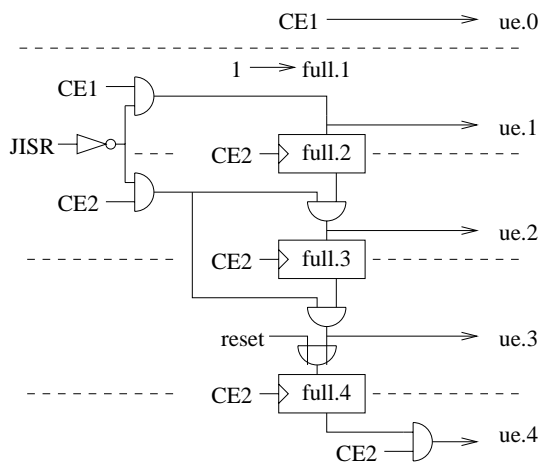 CE1 ue.0
1 full.1
CE1
ue.1
JISR CE2 full.2
CE2
ue.2
CE2 full.3
reset ue.3
CE2 full.4
CE2 ue.4